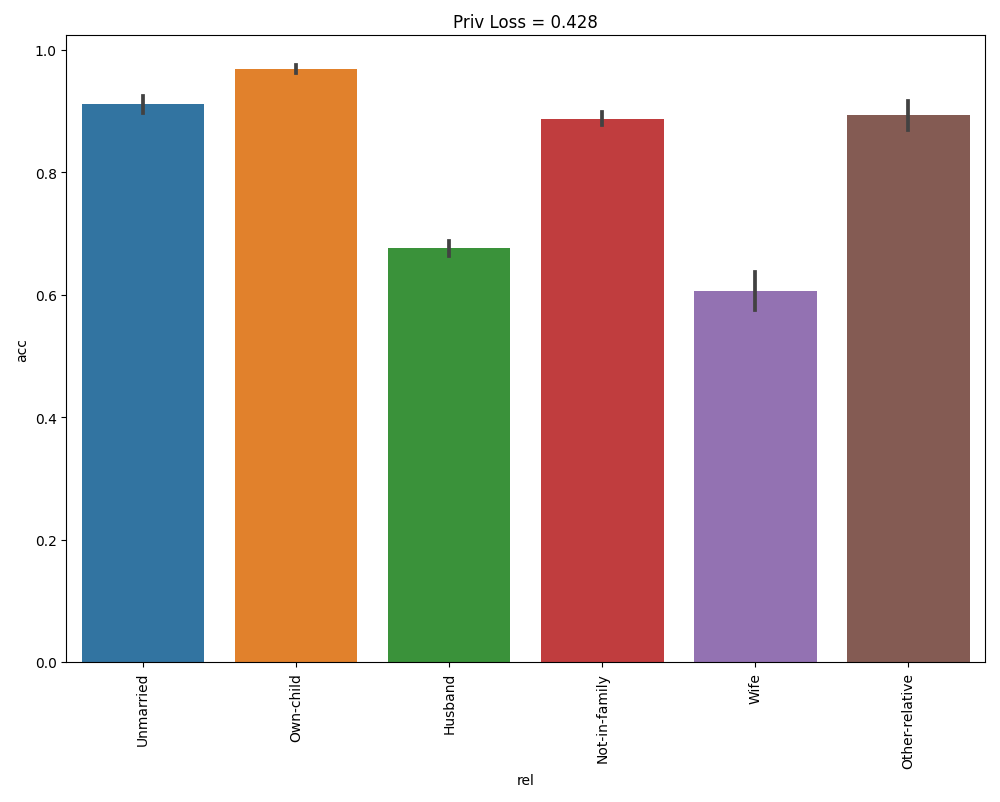 Priv Loss = 0.428
1.0
0.8
0.6
0.4
0.2
0.0
acc
Unmarried
Own-child
Husband
Not-in-family
Wife
Other-relative
rel